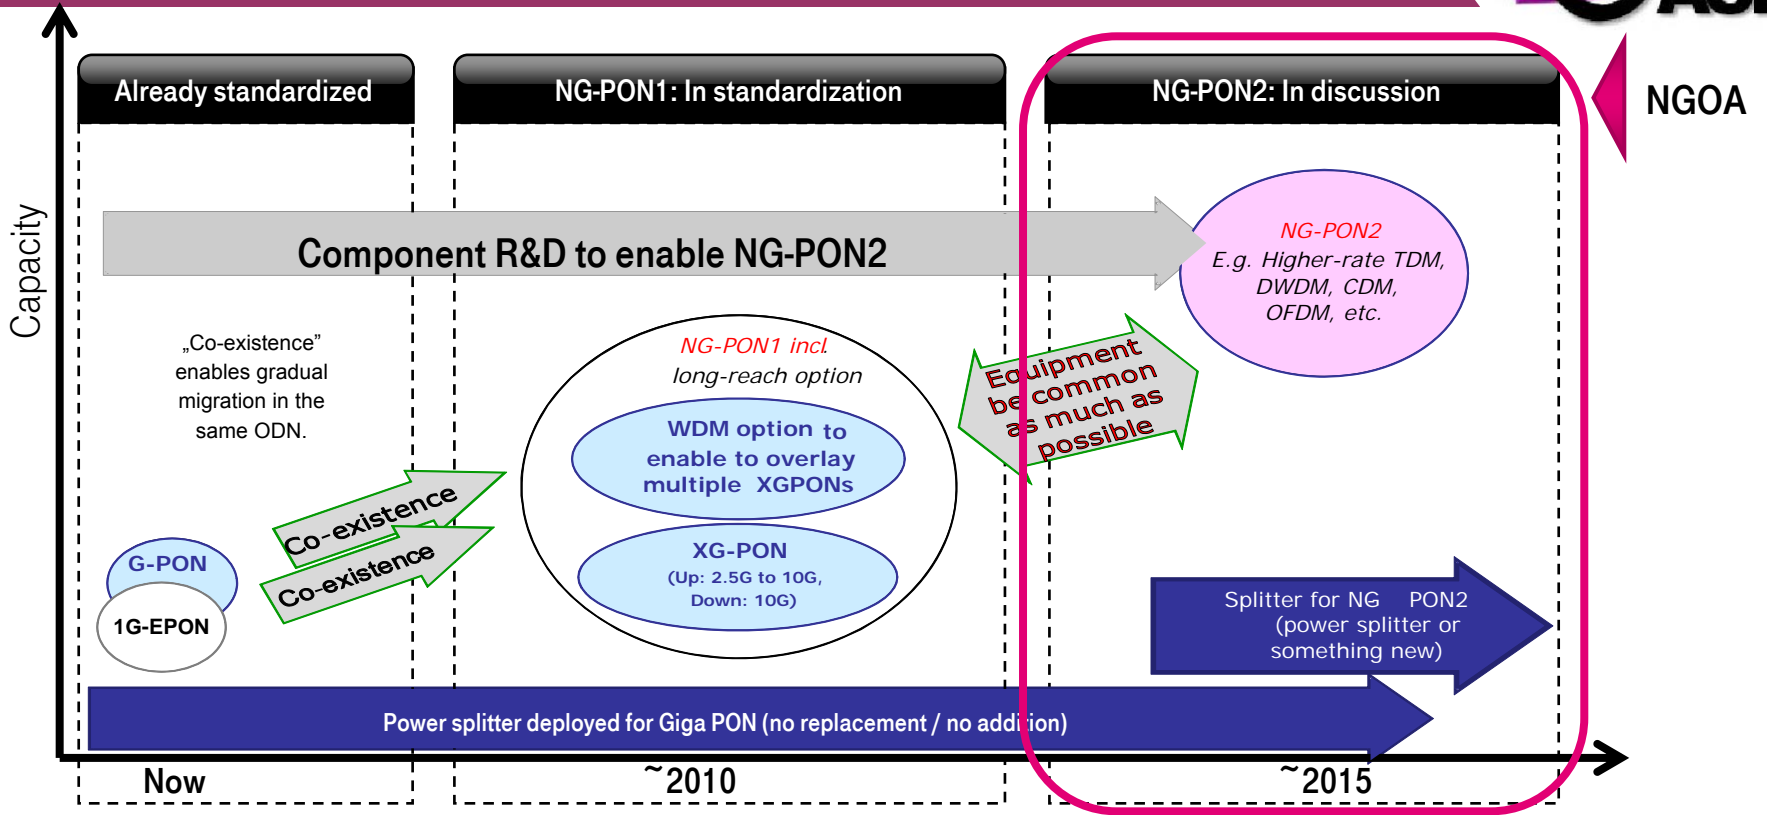 Already standardized
NG-PON1: In standardization
NG-PON2: In discussion
NGOA
Capacity
Component R&D to enable NG-PON2
NG-PON2
E.g. Higher-rate TDM,
DWDM, CDM,
OFDM, etc.
„Co-existence”
enables gradual
migration in the
same ODN.
NG-PON1 incl.
long-reach option
WDM option to
enable to overlay
multiple XGPONs
XG-PON
(Up: 2.5G to 10G,
Down: 10G)
Equipment
be common
as much as
possible
Co-existence
Co-existence
G-PON
1G-EPON
Splitter for NG PON2
(power splitter or
something new)
Power splitter deployed for Giga PON (no replacement / no addition)
Now
~2010
~2015